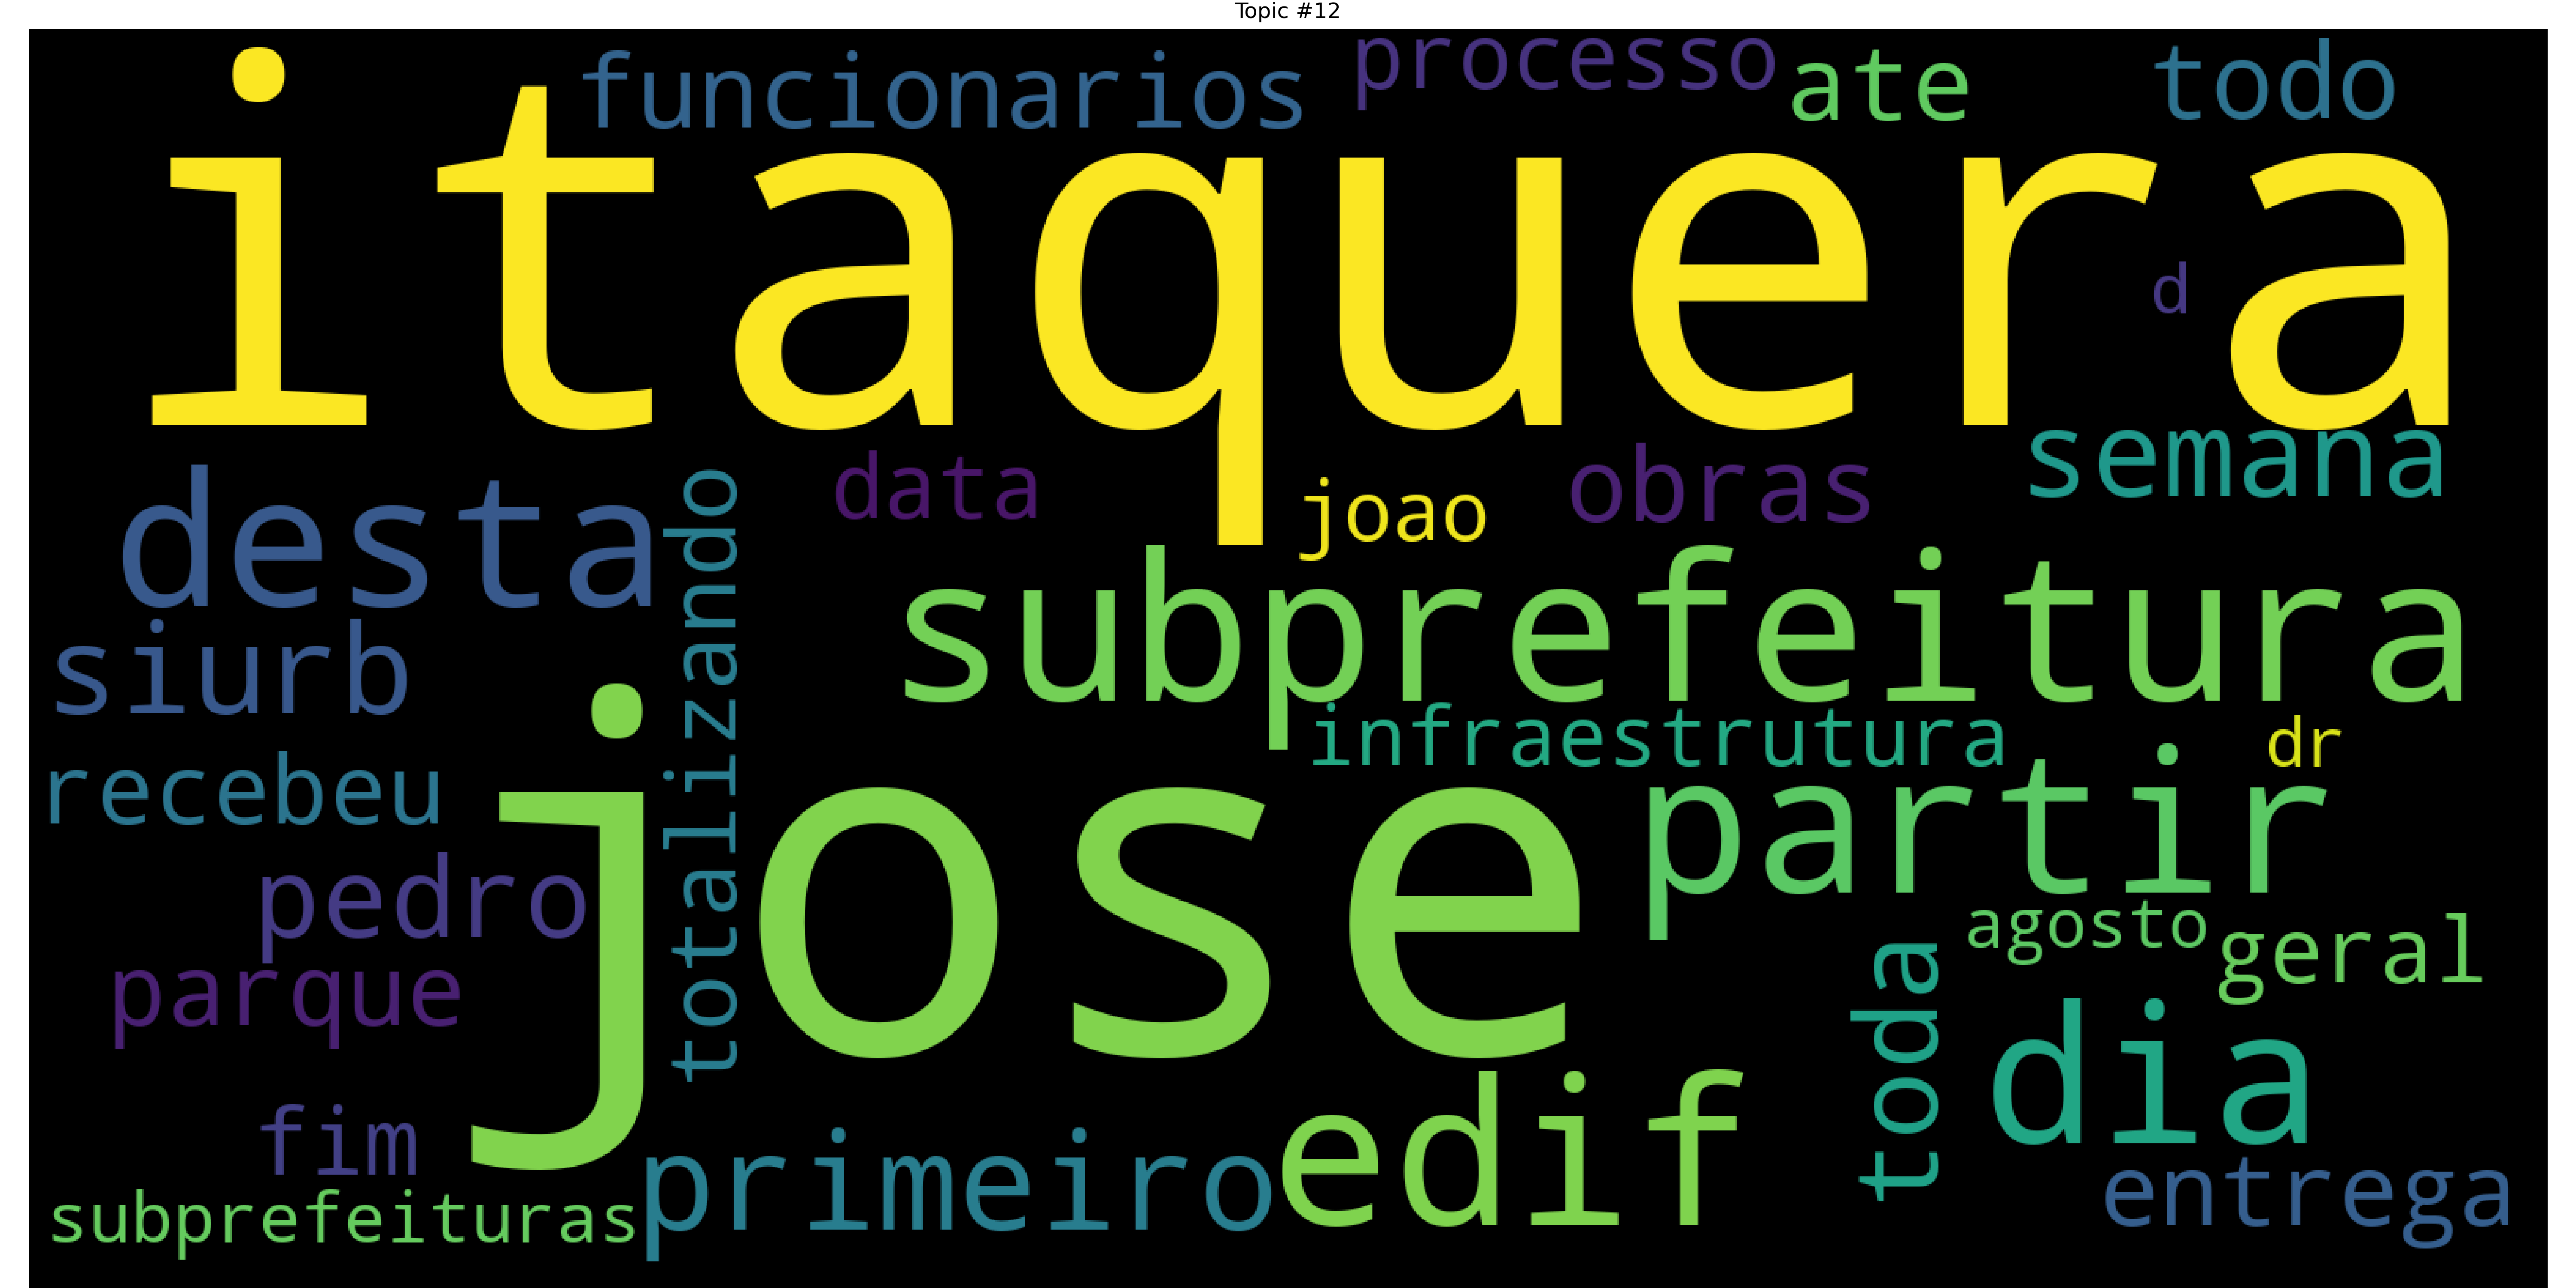 Topic #12
funcionarios
processo
ate
todo
itaquera
d
semana
desta
totalizando
data
joao
obras
subprefeitura
siurb
infraestrutura
dr
recebeu
jose
partir
pedro
agosto
geral
parque
toda
dia
fim
primeiro
edif
entrega
subprefeituras